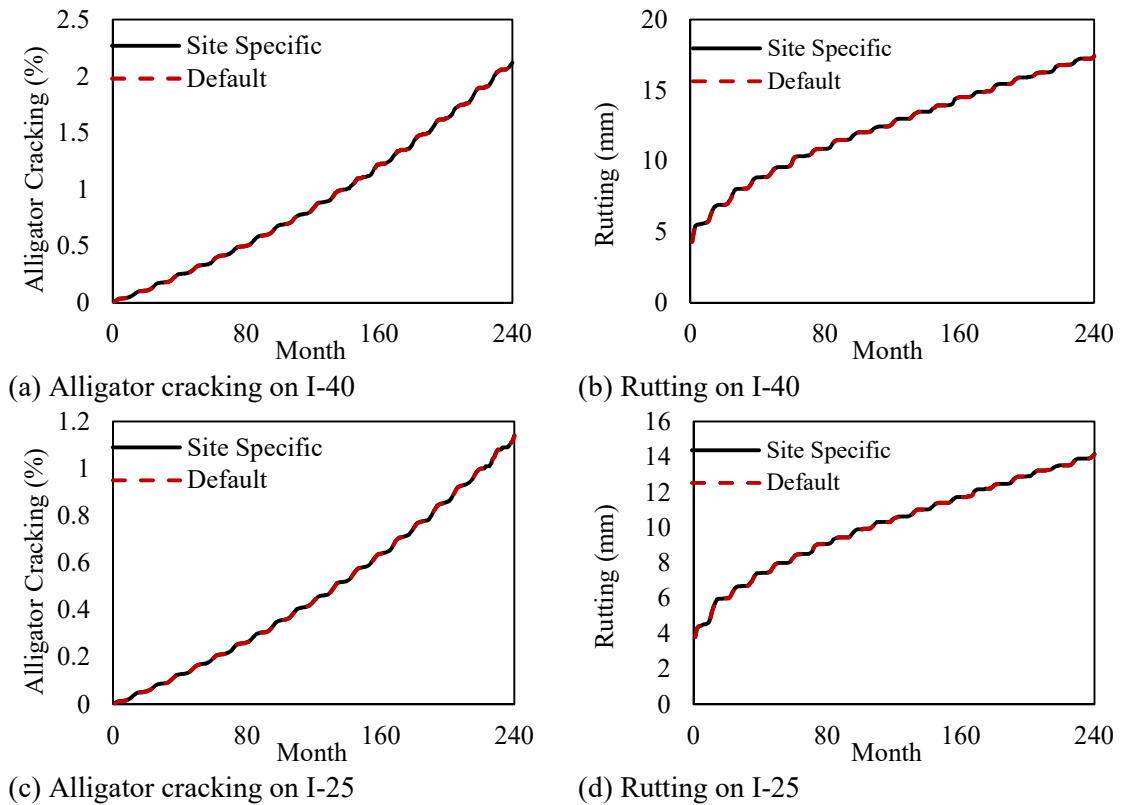 2.5
2
1.5
1
0.5
0
Alligator Cracking (%)
Site Specific
Default
0 80 160 240
Month
(a) Alligator cracking on I-40
20
15
10
5
0
Rutting (mm)
Site Specific
Default
0 80 160 240
Month
(b) Rutting on I-40
1.2
1
0.8
0.6
0.4
0.2
0
Alligator Cracking (%)
Site Specific
Default
0 80 160 240
Month
(c) Alligator cracking on I-25
16
14
12
10
8
6
4
2
0
Rutting (mm)
Site Specific
Default
0 80 160 240
Month
(d) Rutting on I-25